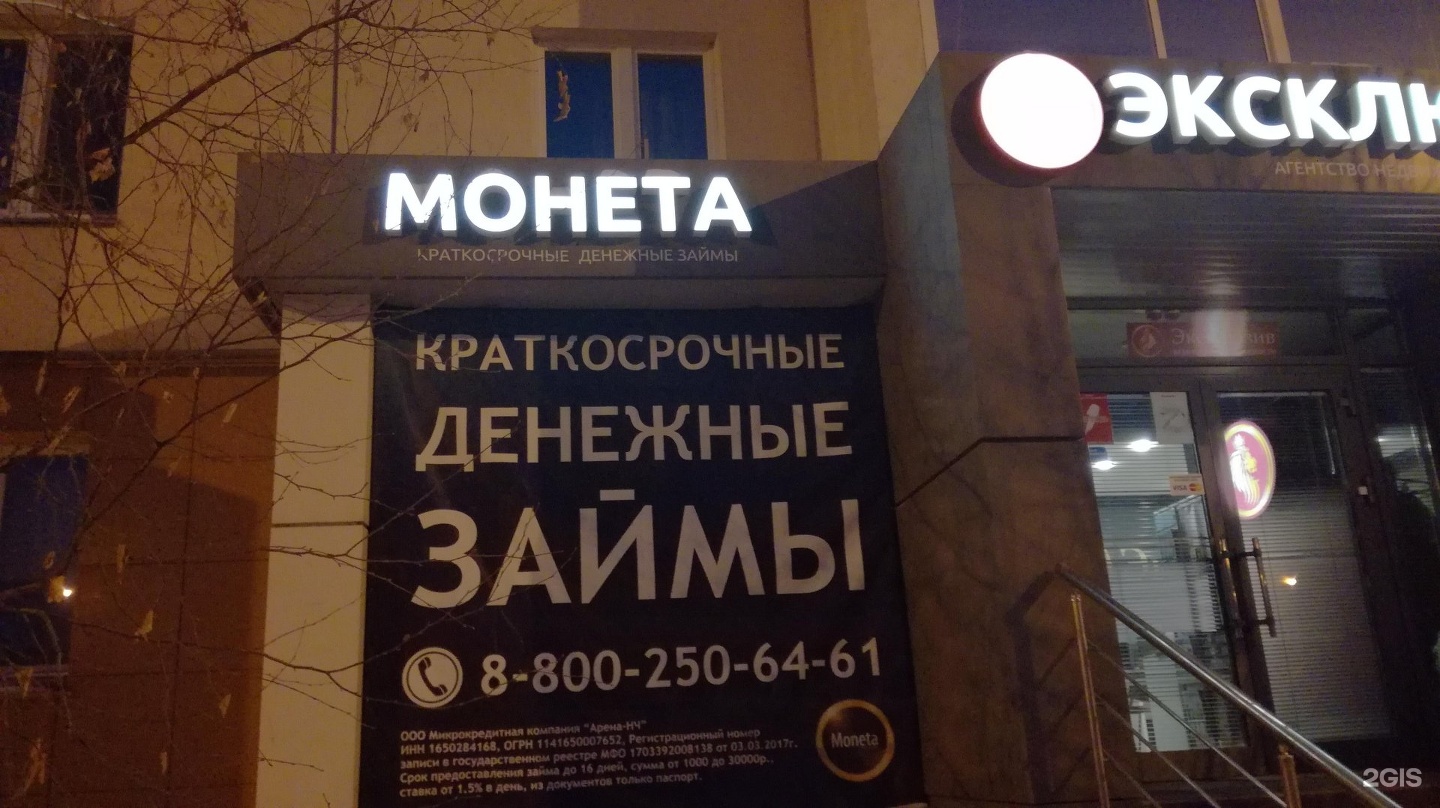 МОНЕТА
КРАТКОСРОЧНЫЕ ДЕНЕЖНЫЕ ЗАЙМЫ
КРАТКОСРОЧНЫЕ
ДЕНЕЖНЫЕ
ЗАЙМЫ
8-800-250-64-61
ООО Микрокредитная компания "Арена-НЧ"
ИНН 1650284168, ОГРН 1141650007652, Регистрационный номер
записи в государственном реестре МФО 1703392008138 от 03.03.2017г.
Срок предоставления займа до 16 дней, сумма от 1000 до 30000р.,
ставка от 1.5% в день, из документов только паспорт.
Moneta
ЭКСКЛЮ
АГЕНТСТВО
Эксклюзив
VISA
2GIS